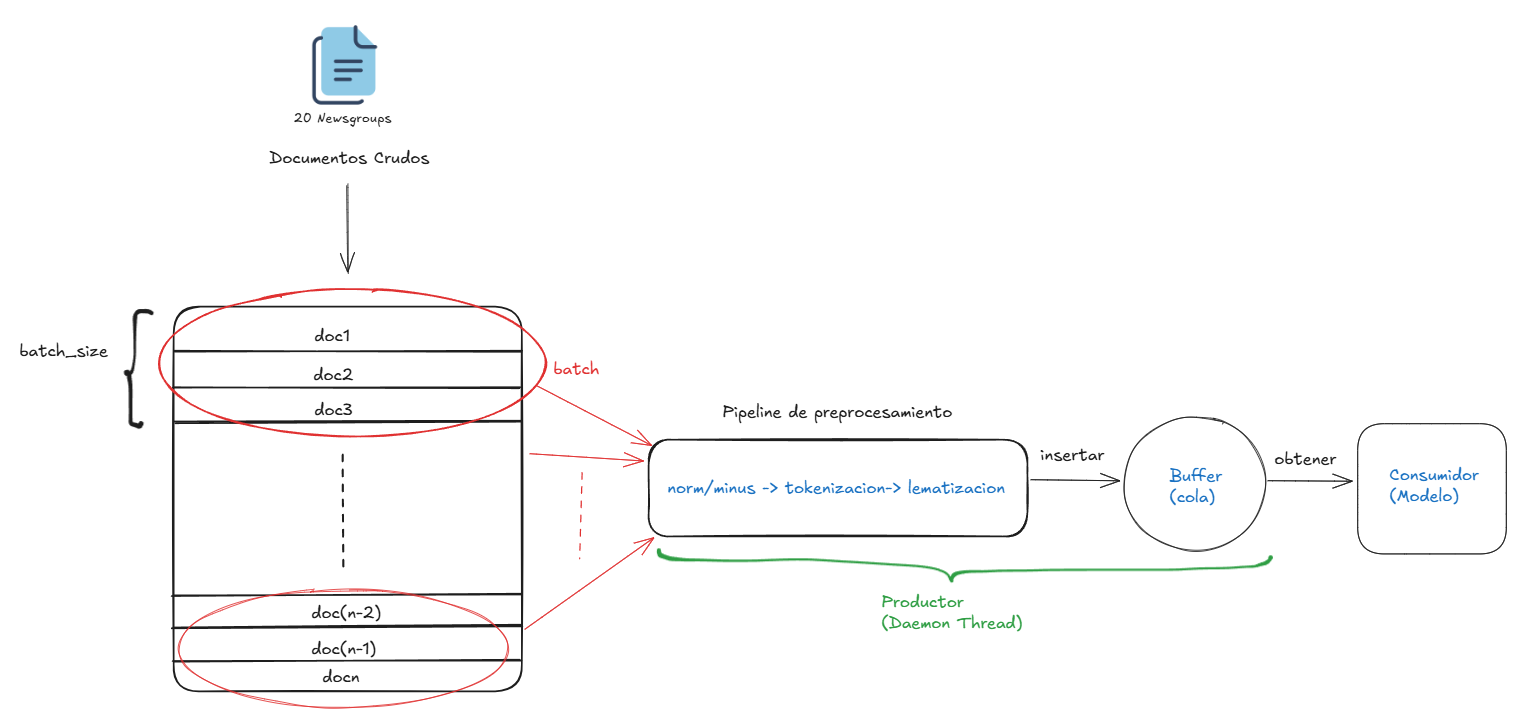 20 Newsgroups
Documentos Crudos
batch_size
doc1
doc2
doc3
batch
doc(n-2)
doc(n-1)
docn
Pipeline de preprocesamiento
norm/minus -> tokenizacion-> lematizacion
insertar
Buffer
(cola)
obtener
Consumidor
(Modelo)
Productor
(Daemon Thread)